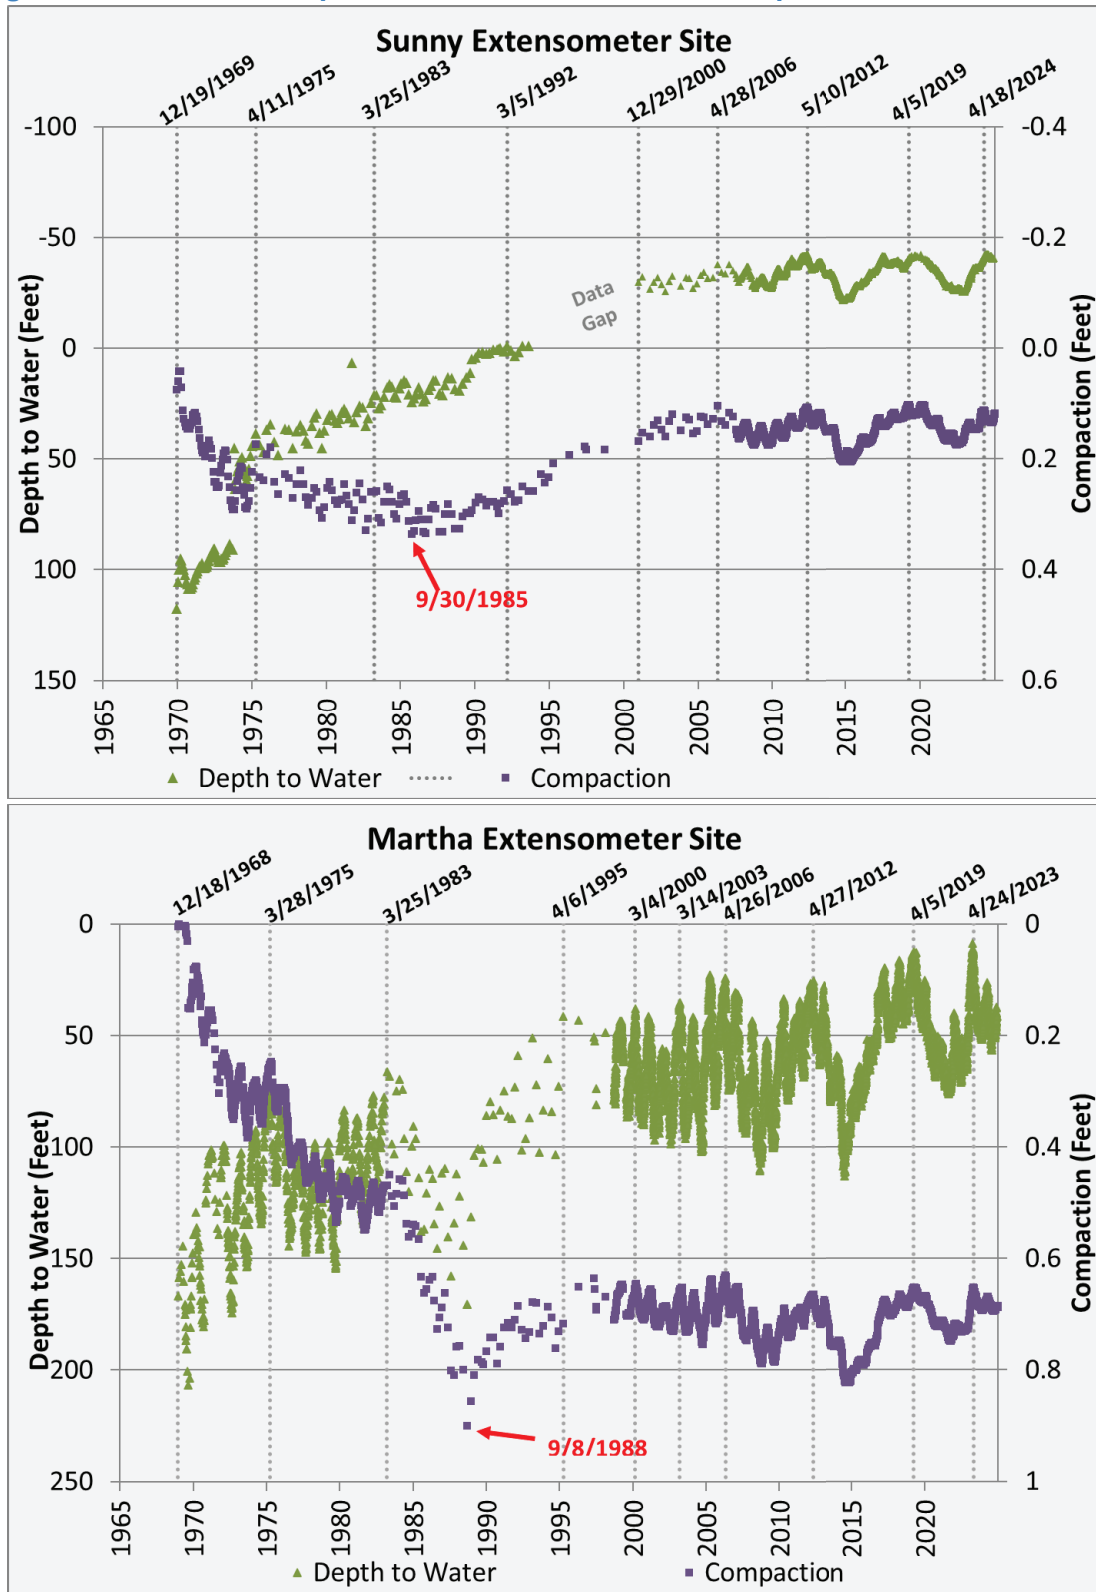 Sunny Extensometer Site
12/19/1969 4/11/1975 3/25/1983 3/5/1992 12/29/2000 4/28/2006 5/10/2012 4/5/2019 4/18/2024
-100 -0.4
-50 -0.2
0 0.0
50 0.2
100 0.4
150 0.6
Depth to Water (Feet)
Compaction (Feet)
Data
Gap
9/30/1985
1965 1970 1975 1980 1985 1990 1995 2000 2005 2010 2015 2020
Depth to Water Compaction
Martha Extensometer Site
12/18/1968 3/28/1975 3/25/1983 4/6/1995 3/4/2000 3/14/2003 4/26/2006 4/27/2012 4/5/2019 4/24/2023
0 0
50 0.2
100 0.4
150 0.6
200 0.8
250 1
Depth to Water (Feet)
Compaction (Feet)
9/8/1988
1965 1970 1975 1980 1985 1990 1995 2000 2005 2010 2015 2020
Depth to Water Compaction